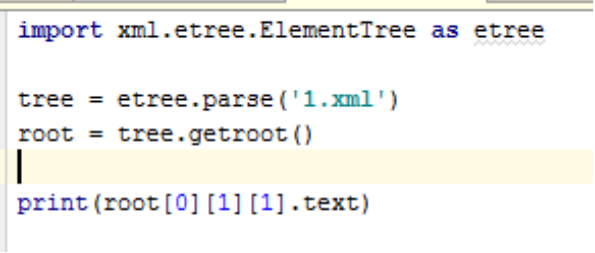 import xml.etree.ElementTree as etree
tree = etree.parse('1.xml')
root = tree.getroot()
print(root[0][1][1].text)